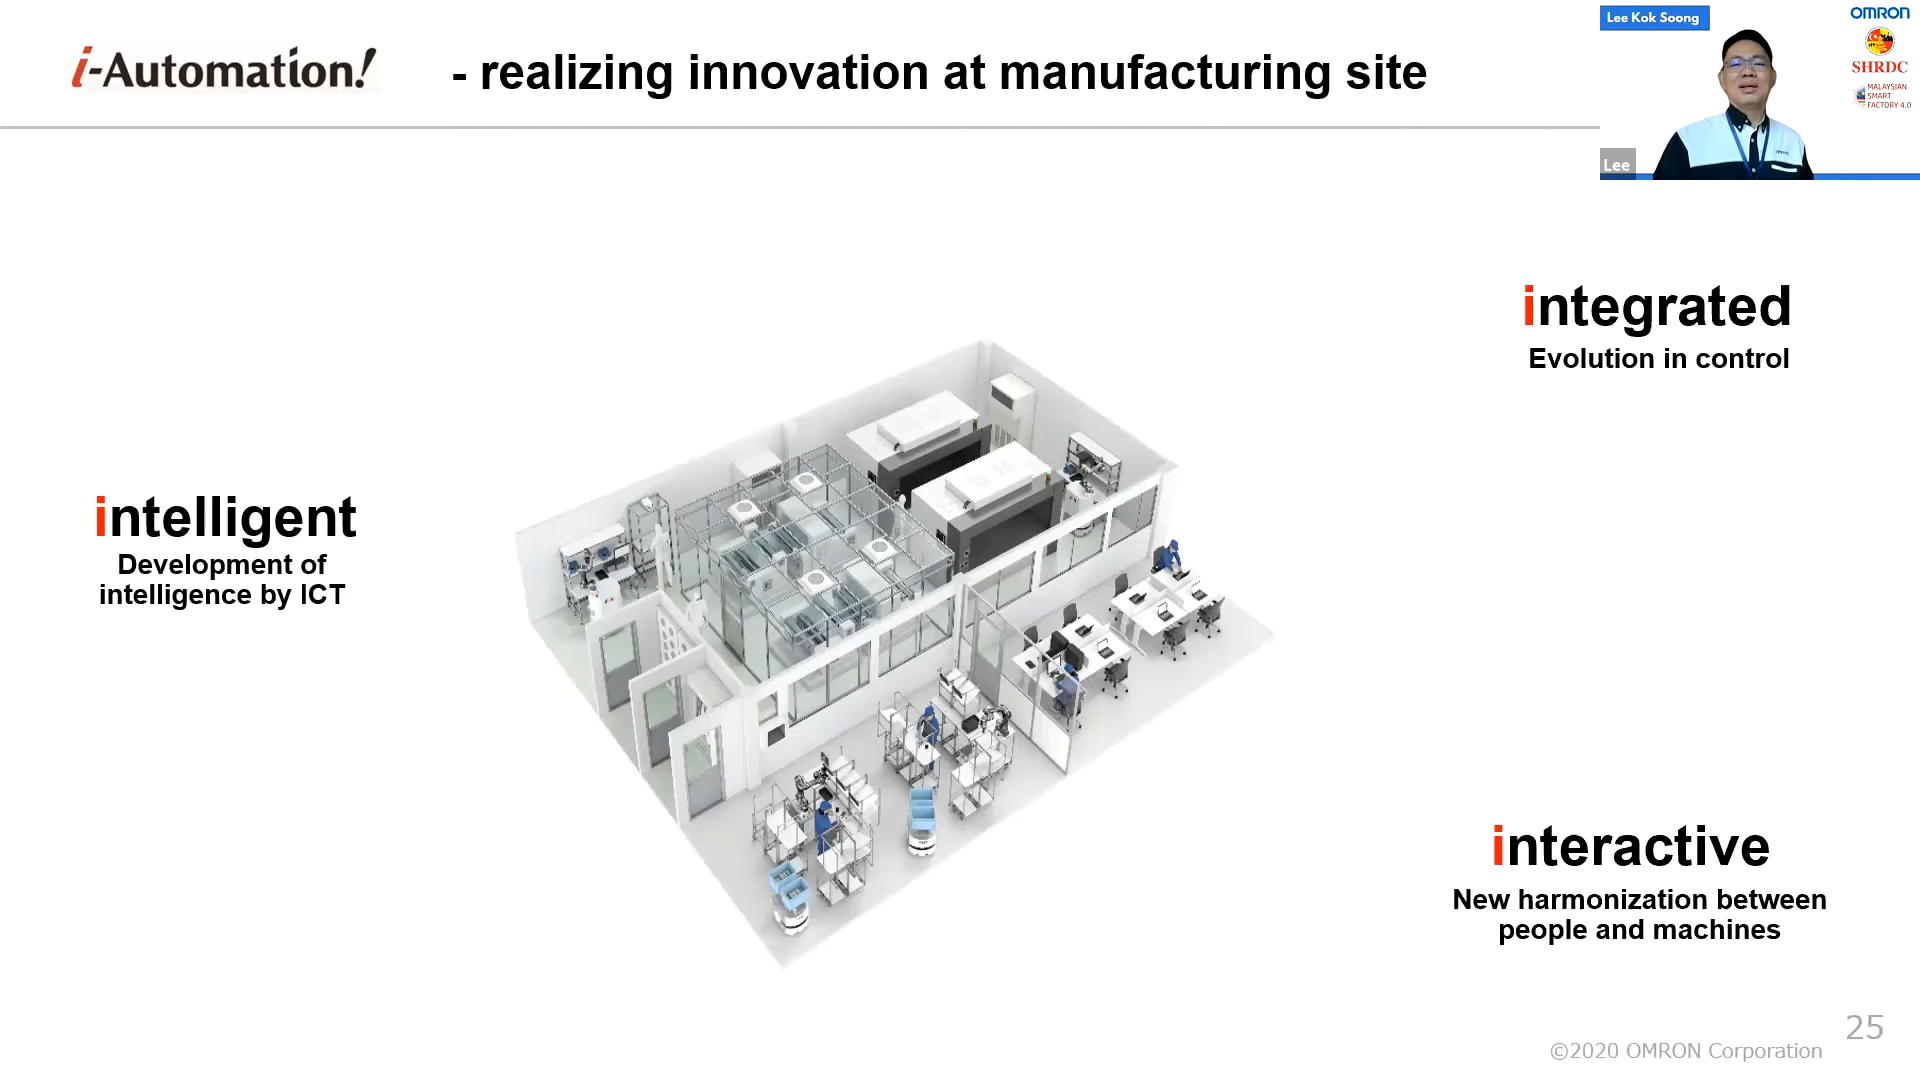 i-Automation!
- realizing innovation at manufacturing site
Lee Kok Soong
OMRON
SHRDC
MALAYSIAN
SMART
FACTORY 4.0
Lee
integrated
Evolution in control
intelligent
Development of
intelligence by ICT
interactive
New harmonization between
people and machines
25
©2020 OMRON Corporation